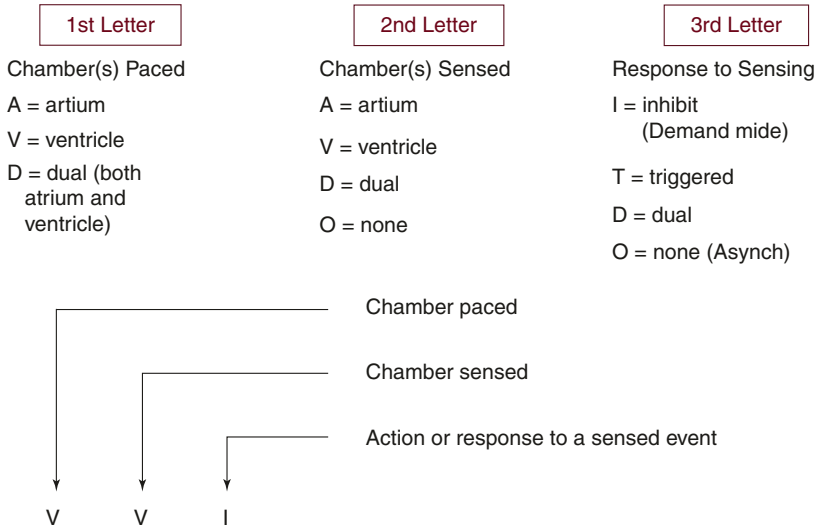 1st Letter
Chamber(s) Paced
A = artium
V = ventricle
D = dual (both
atrium and
ventricle)
2nd Letter
Chamber(s) Sensed
A = artium
V = ventricle
D = dual
O = none
3rd Letter
Response to Sensing
I = inhibit
(Demand mide)
T = triggered
D = dual
O = none (Asynch)
Chamber paced
Chamber sensed
Action or response to a sensed event
V V I